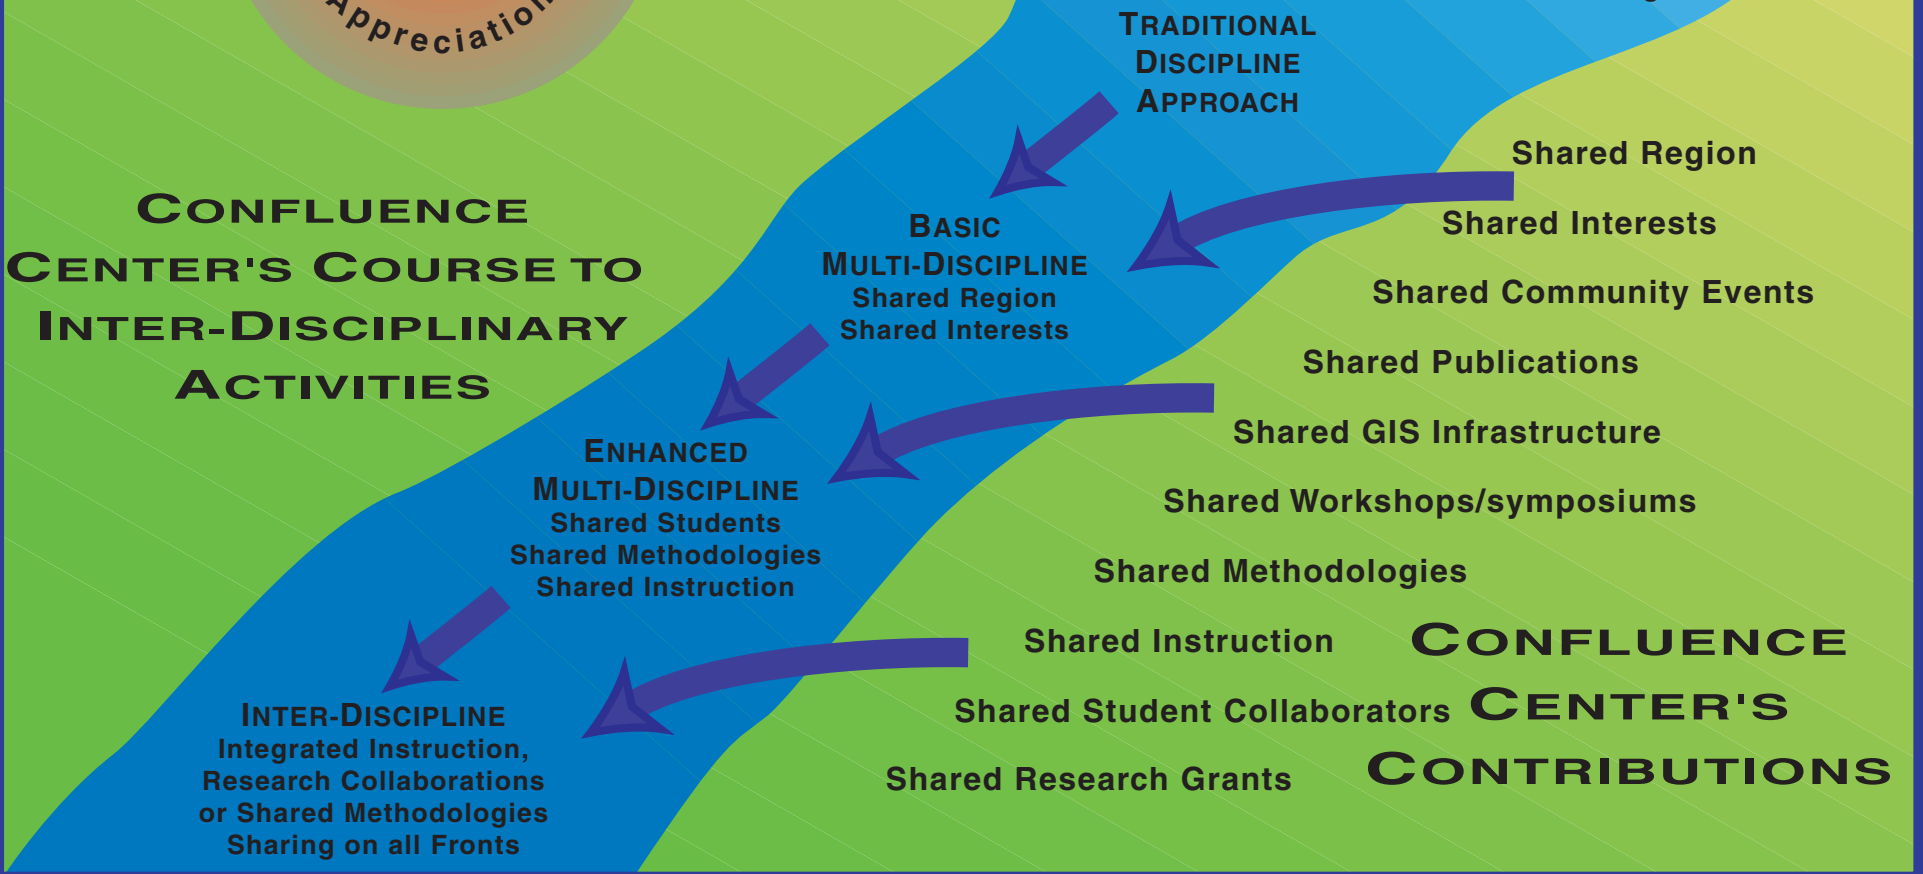 Appreciation
TRADITIONAL
DISCIPLINE
APPROACH
CONFLUENCE
CENTER'S COURSE TO
INTER-DISCIPLINARY
ACTIVITIES
BASIC
MULTI-DISCIPLINE
Shared Region
Shared Interests
ENHANCED
MULTI-DISCIPLINE
Shared Students
Shared Methodologies
Shared Instruction
INTER-DISCIPLINE
Integrated Instruction,
Research Collaborations
or Shared Methodologies
Sharing on all Fronts
Shared Region
Shared Interests
Shared Community Events
Shared Publications
Shared GIS Infrastructure
Shared Workshops/symposiums
Shared Methodologies
Shared Instruction
Shared Student Collaborators
Shared Research Grants
CONFLUENCE
CENTER'S
CONTRIBUTIONS